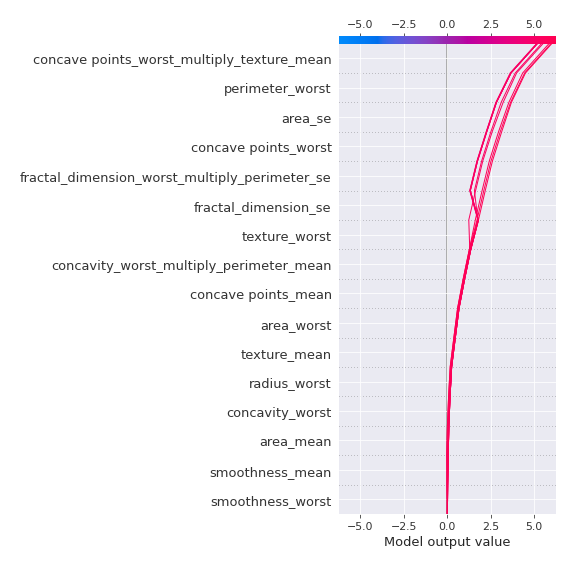 −5.0 −2.5 0.0 2.5 5.0
concave points_worst_multiply_texture_mean
perimeter_worst
area_se
concave points_worst
fractal_dimension_worst_multiply_perimeter_se
fractal_dimension_se
texture_worst
concavity_worst_multiply_perimeter_mean
concave points_mean
area_worst
texture_mean
radius_worst
concavity_worst
area_mean
smoothness_mean
smoothness_worst
−5.0 −2.5 0.0 2.5 5.0
Model output value